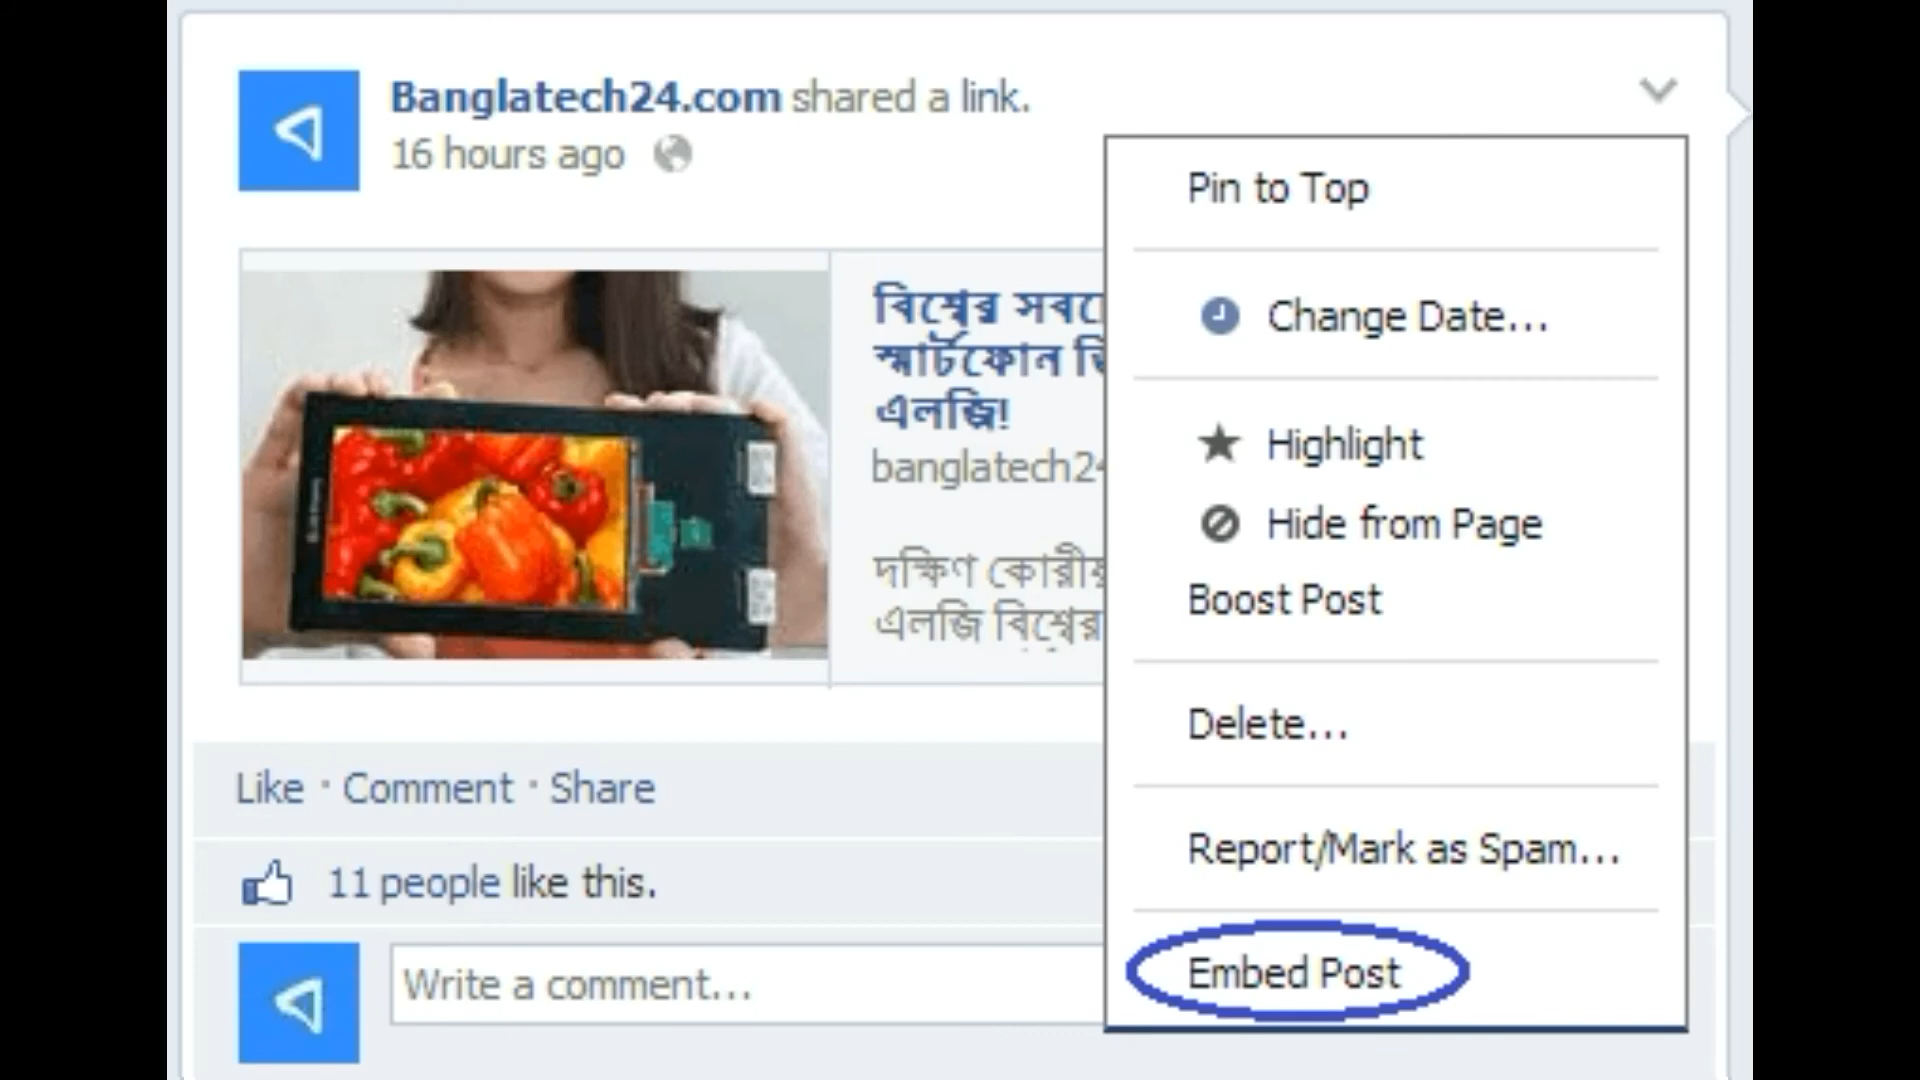 Banglatech24.com shared a link.
16 hours ago
বিশ্বের
স্মার্টফোন
এলজি!
দক্ষিণ
এলজি বিশ্বের
Like · Comment · Share
11 people like this.
Write a comment...
Pin to Top
Change Date...
Highlight
Hide from Page
Boost Post
Delete...
Report/Mark as Spam...
Embed Post